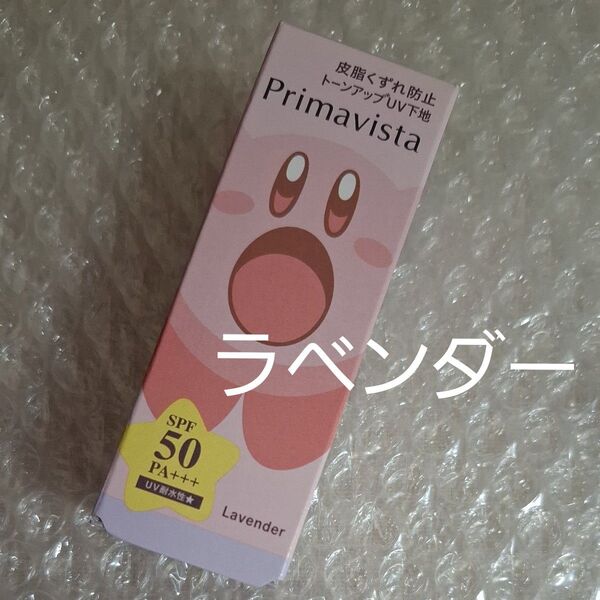 皮脂くずれ防止
トーンアップUV下地
Primavista
ラベンダー
SPF
50
PA+++
UV耐水性★
Lavender